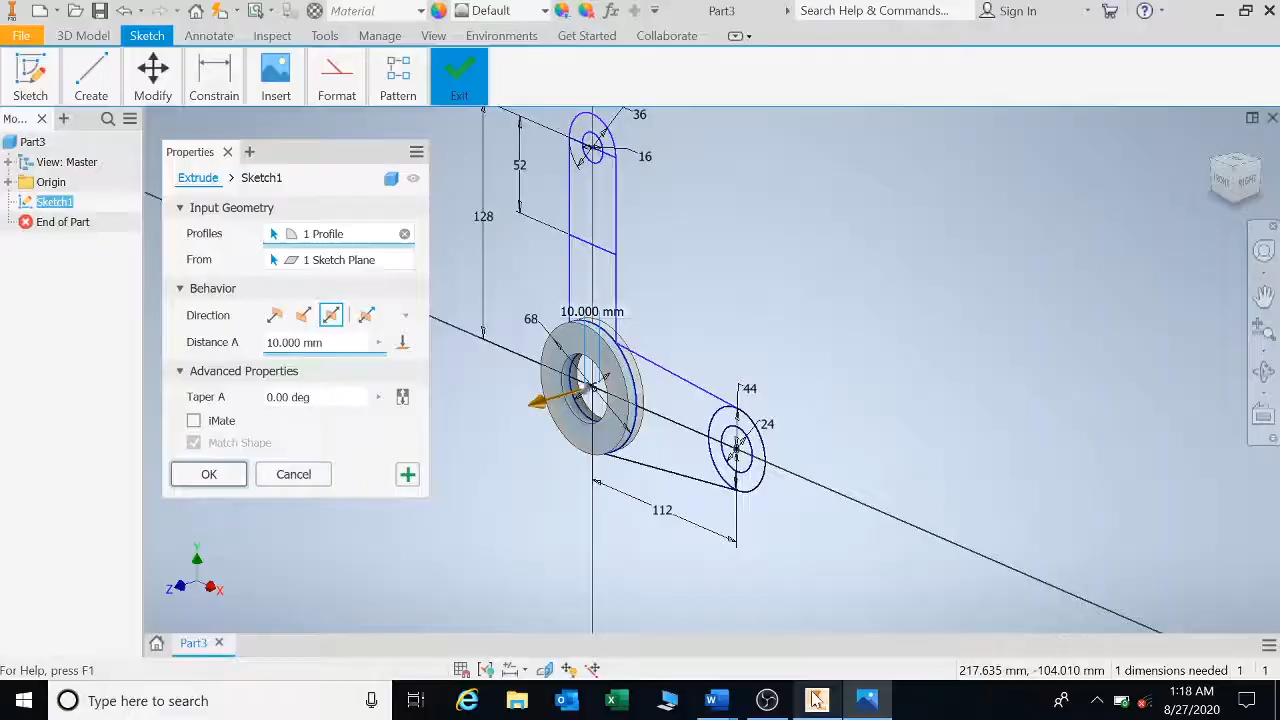 Material
Default
Part3
Search Help & Commands...
Sign In
File
3D Model
Sketch
Annotate
Inspect
Tools
Manage
View
Environments
Get Started
Collaborate
Sketch
Create
Modify
Constrain
Insert
Format
Pattern
Exit
Mo...
Part3
View: Master
Origin
Sketch1
End of Part
Properties
Extrude > Sketch1
Input Geometry
Profiles
1 Profile
From
1 Sketch Plane
Behavior
Direction
Distance A
10.000 mm
Advanced Properties
Taper A
0.00 deg
iMate
Match Shape
OK
Cancel
36
16
52
128
10.000 mm
68
44
24
112
FRONT
RIGHT
Y
Z
X
Part3
For Help, press F1
217.635 mm, -104.010 mm
1 dimensions needed
1
1
Type here to search
1:18 AM
8/27/2020